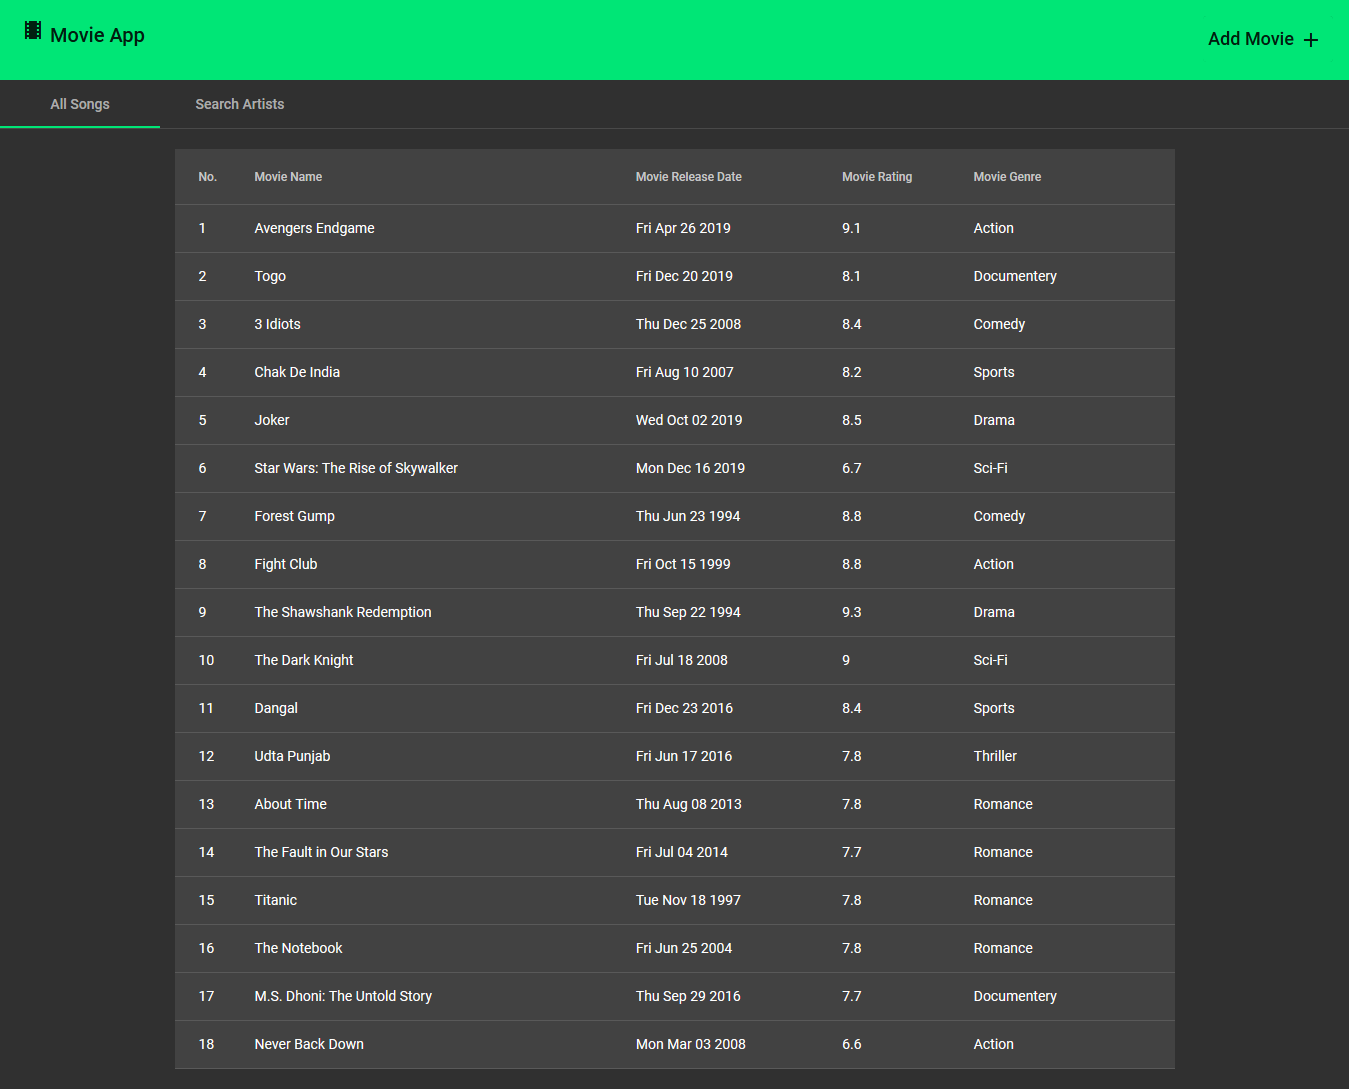 Movie App
Add Movie
All Songs Search Artists
No. Movie Name Movie Release Date Movie Rating Movie Genre
1 Avengers Endgame Fri Apr 26 2019 9.1 Action
2 Togo Fri Dec 20 2019 8.1 Documentery
3 3 Idiots Thu Dec 25 2008 8.4 Comedy
4 Chak De India Fri Aug 10 2007 8.2 Sports
5 Joker Wed Oct 02 2019 8.5 Drama
6 Star Wars: The Rise of Skywalker Mon Dec 16 2019 6.7 Sci-Fi
7 Forest Gump Thu Jun 23 1994 8.8 Comedy
8 Fight Club Fri Oct 15 1999 8.8 Action
9 The Shawshank Redemption Thu Sep 22 1994 9.3 Drama
10 The Dark Knight Fri Jul 18 2008 9 Sci-Fi
11 Dangal Fri Dec 23 2016 8.4 Sports
12 Udta Punjab Fri Jun 17 2016 7.8 Thriller
13 About Time Thu Aug 08 2013 7.8 Romance
14 The Fault in Our Stars Fri Jul 04 2014 7.7 Romance
15 Titanic Tue Nov 18 1997 7.8 Romance
16 The Notebook Fri Jun 25 2004 7.8 Romance
17 M.S. Dhoni: The Untold Story Thu Sep 29 2016 7.7 Documentery
18 Never Back Down Mon Mar 03 2008 6.6 Action